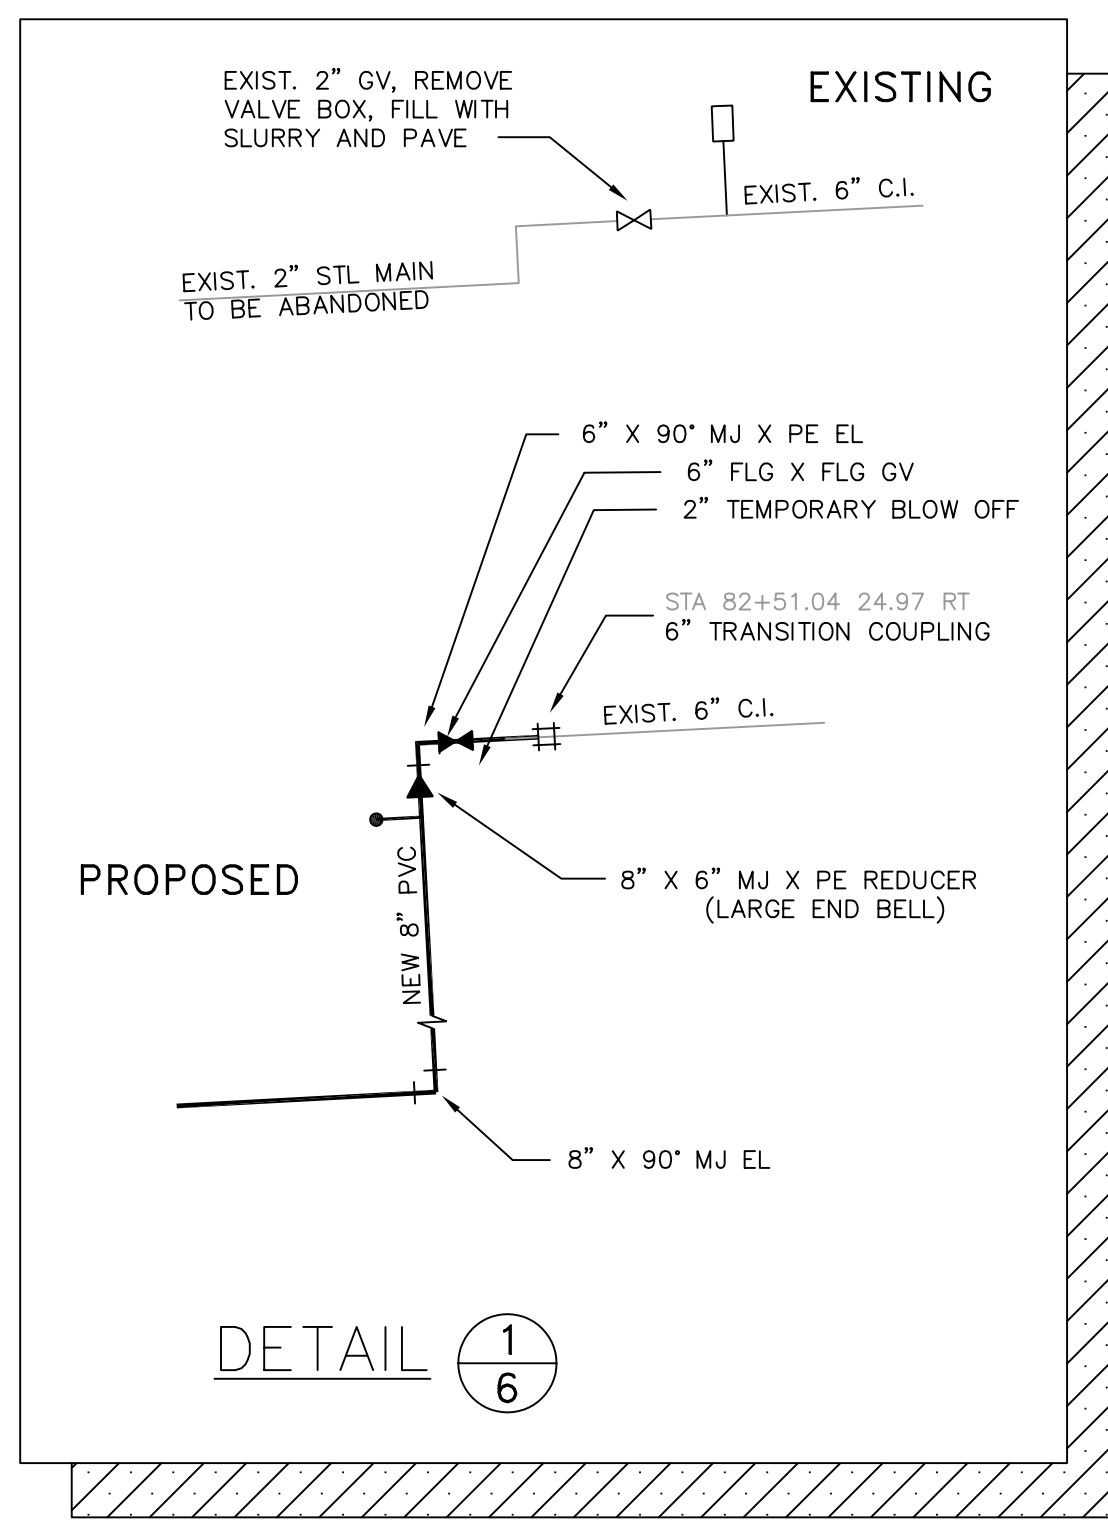 EXIST. 2” GV, REMOVE
VALVE BOX, FILL WITH
SLURRY AND PAVE
EXISTING
EXIST. 6” C.I.
EXIST. 2” STL MAIN
TO BE ABANDONED
6” X 90° MJ X PE EL
6” FLG X FLG GV
2” TEMPORARY BLOW OFF
STA 82+51.04 24.97 RT
6” TRANSITION COUPLING
EXIST. 6” C.I.
PROPOSED
NEW 8” PVC
8” X 6” MJ X PE REDUCER
(LARGE END BELL)
8” X 90° MJ EL
DETAIL
1
6